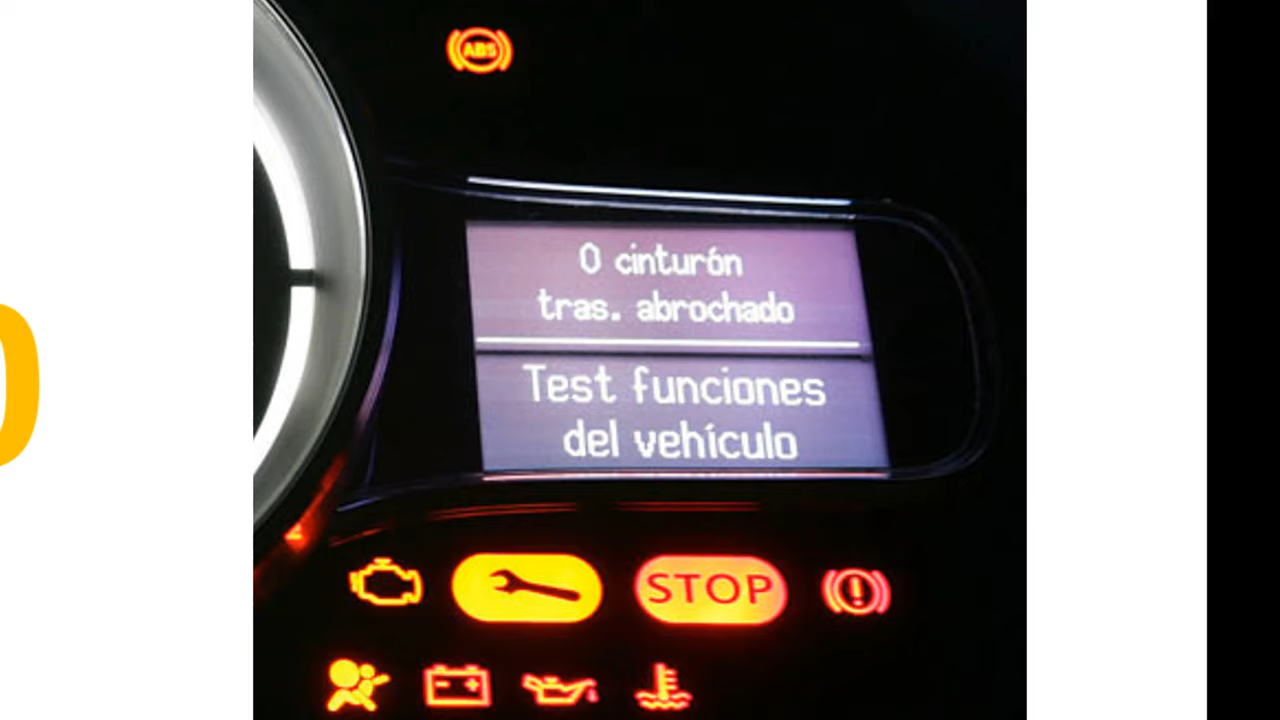 ABS
0 cinturón
tras. abrochado
Test funciones
del vehículo
STOP